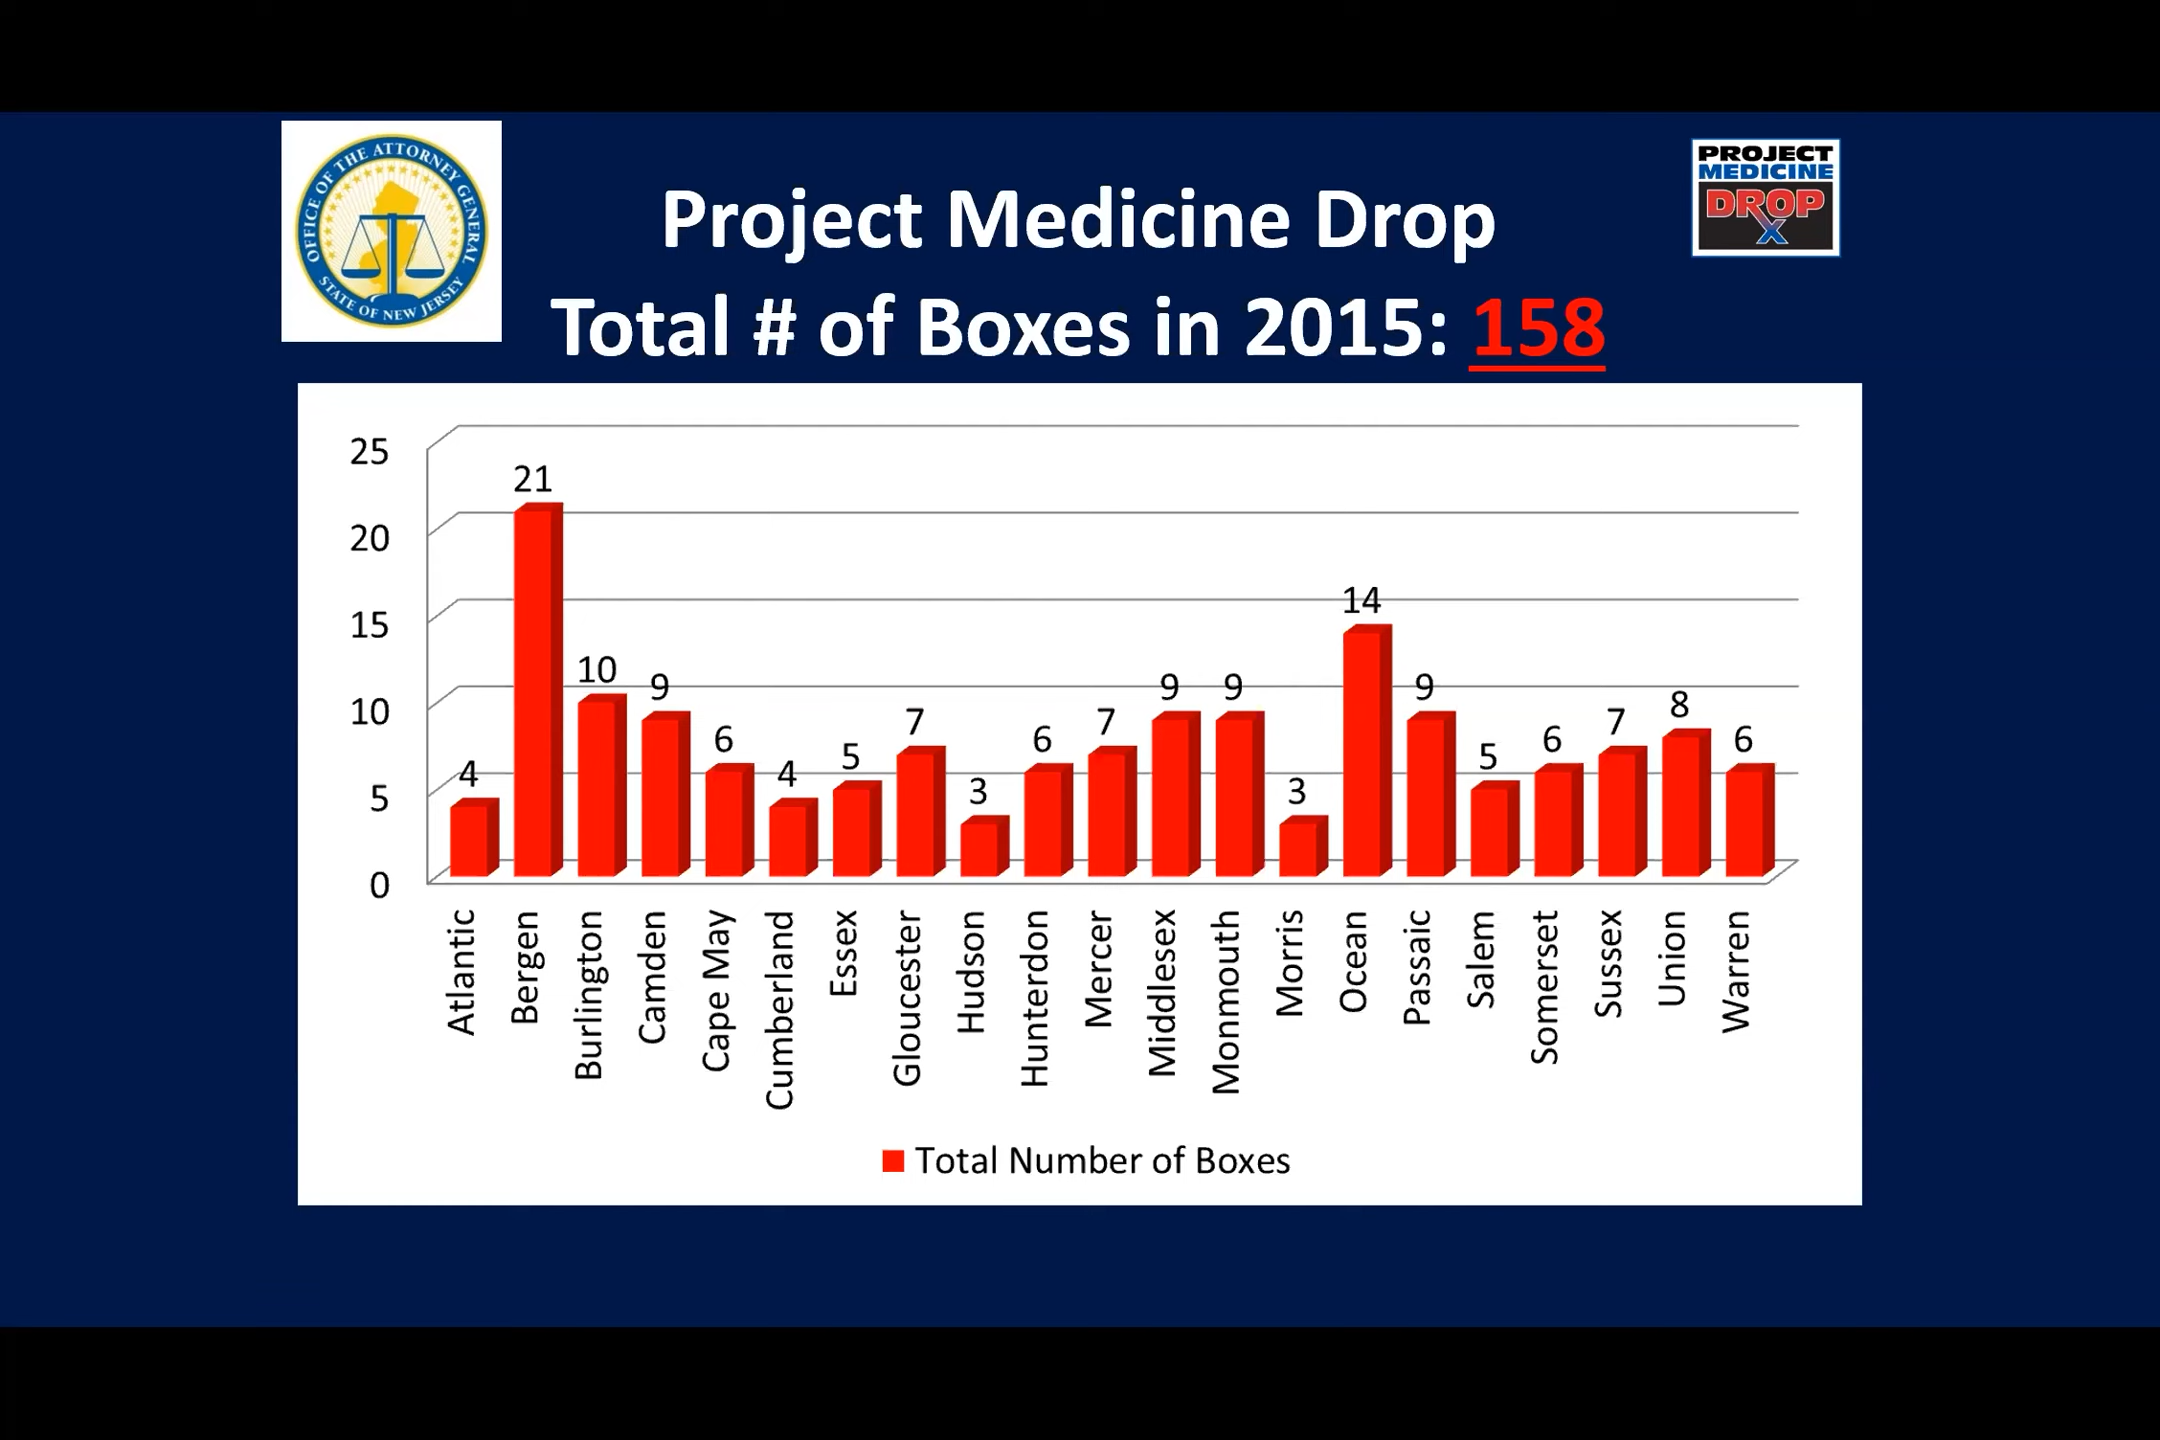 OFFICE OF THE ATTORNEY GENERAL
STATE OF NEW JERSEY
PROJECT
MEDICINE
DROP
X
Project Medicine Drop
Total # of Boxes in 2015: 158
25
20
15
10
5
0
4
21
10
9
6
4
5
7
3
6
7
9
9
3
14
9
5
6
7
8
6
Atlantic
Bergen
Burlington
Camden
Cape May
Cumberland
Essex
Gloucester
Hudson
Hunterdon
Mercer
Middlesex
Monmouth
Morris
Ocean
Passaic
Salem
Somerset
Sussex
Union
Warren
Total Number of Boxes